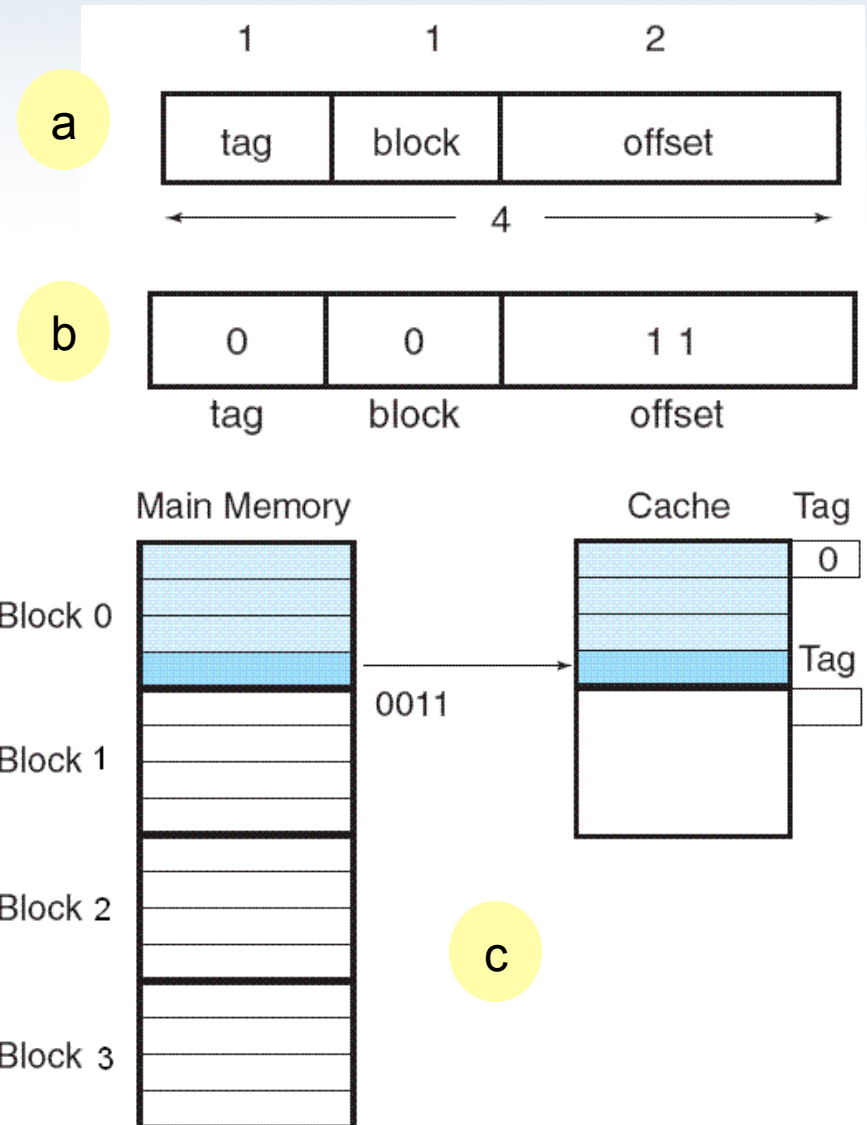 1 1 2
a
tag block offset
4
b
0 0 1 1
tag block offset
Main Memory Cache Tag
0
Block 0
Tag
0011
Block 1
Block 2
c
Block 3